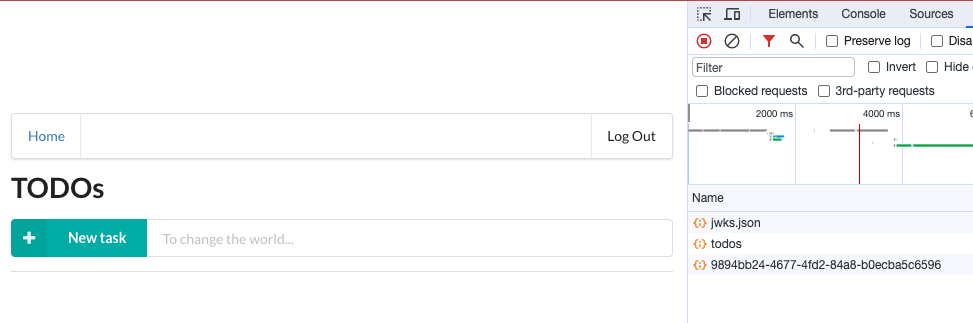 Elements Console Sources
Preserve log Disa
Filter Invert Hide
Blocked requests 3rd-party requests
2000 ms 4000 ms 6
Home Log Out
TODOs
New task To change the world...
Name
jwks.json
todos
9894bb24-4677-4fd2-84a8-b0ecba5c6596